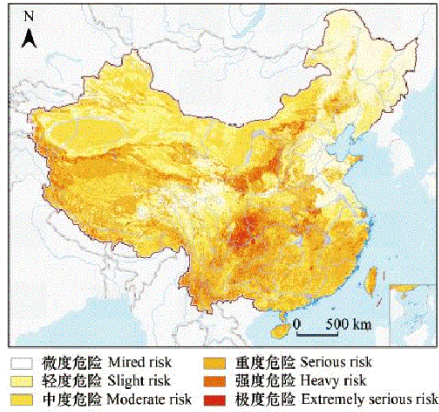 N
0 500 km
微度危险 Mired risk
重度危险 Serious risk
轻度危险 Slight risk
强度危险 Heavy risk
中度危险 Moderate risk
极度危险 Extremely serious risk